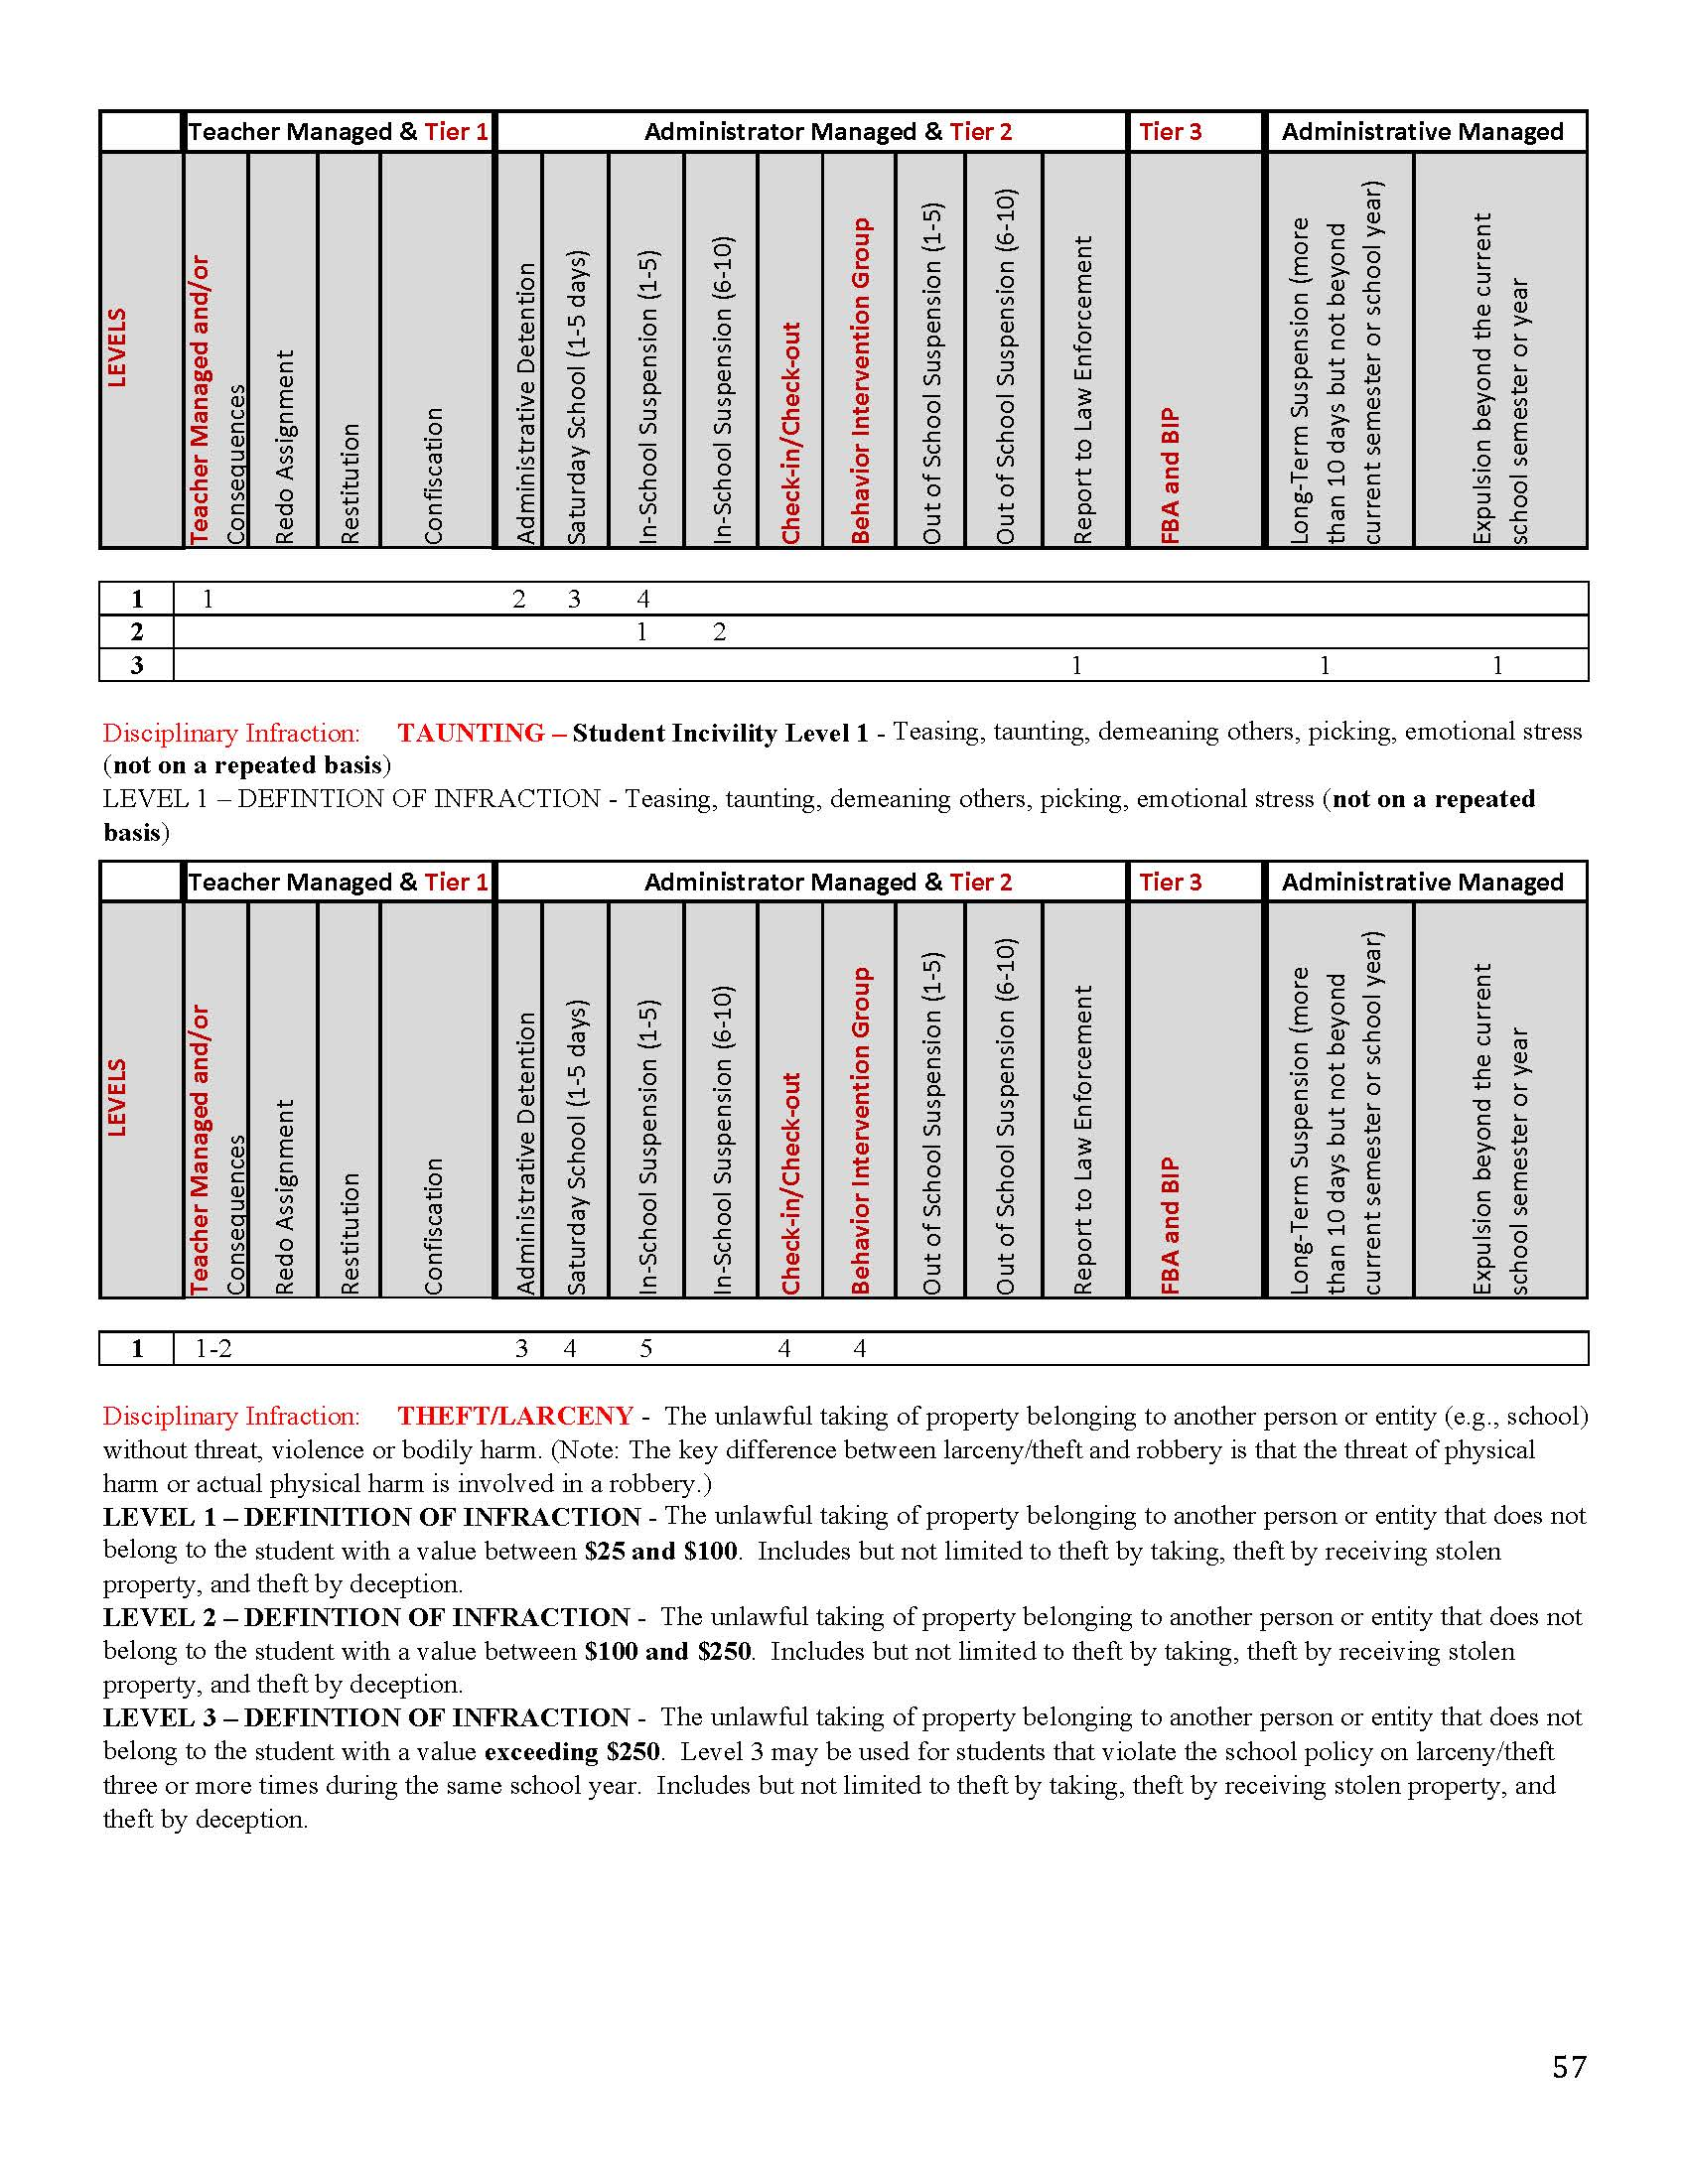 Teacher Managed & Tier 1 Administrator Managed & Tier 2 Tier 3 Administrative Managed
LEVELS
Teacher Managed and/or
Consequences
Redo Assignment
Restitution
Confiscation
Administrative Detention
Saturday School (1-5 days)
In-School Suspension (1-5)
In-School Suspension (6-10)
Check-in/Check-out
Behavior Intervention Group
Out of School Suspension (1-5)
Out of School Suspension (6-10)
Report to Law Enforcement
FBA and BIP
Long-Term Suspension (more
than 10 days but not beyond
current semester or school year)
Expulsion beyond the current
school semester or year
1 1 2 3 4
2 1 2
3 1 1 1
Disciplinary Infraction: TAUNTING – Student Incivility Level 1 - Teasing, taunting, demeaning others, picking, emotional stress
(not on a repeated basis)
LEVEL 1 – DEFINTION OF INFRACTION - Teasing, taunting, demeaning others, picking, emotional stress (not on a repeated
basis)
Teacher Managed & Tier 1 Administrator Managed & Tier 2 Tier 3 Administrative Managed
LEVELS
Teacher Managed and/or
Consequences
Redo Assignment
Restitution
Confiscation
Administrative Detention
Saturday School (1-5 days)
In-School Suspension (1-5)
In-School Suspension (6-10)
Check-in/Check-out
Behavior Intervention Group
Out of School Suspension (1-5)
Out of School Suspension (6-10)
Report to Law Enforcement
FBA and BIP
Long-Term Suspension (more
than 10 days but not beyond
current semester or school year)
Expulsion beyond the current
school semester or year
1 1-2 3 4 5 4 4
Disciplinary Infraction: THEFT/LARCENY - The unlawful taking of property belonging to another person or entity (e.g., school)
without threat, violence or bodily harm. (Note: The key difference between larceny/theft and robbery is that the threat of physical
harm or actual physical harm is involved in a robbery.)
LEVEL 1 – DEFINITION OF INFRACTION - The unlawful taking of property belonging to another person or entity that does not
belong to the student with a value between $25 and $100. Includes but not limited to theft by taking, theft by receiving stolen
property, and theft by deception.
LEVEL 2 – DEFINTION OF INFRACTION - The unlawful taking of property belonging to another person or entity that does not
belong to the student with a value between $100 and $250. Includes but not limited to theft by taking, theft by receiving stolen
property, and theft by deception.
LEVEL 3 – DEFINTION OF INFRACTION - The unlawful taking of property belonging to another person or entity that does not
belong to the student with a value exceeding $250. Level 3 may be used for students that violate the school policy on larceny/theft
three or more times during the same school year. Includes but not limited to theft by taking, theft by receiving stolen property, and
theft by deception.
57